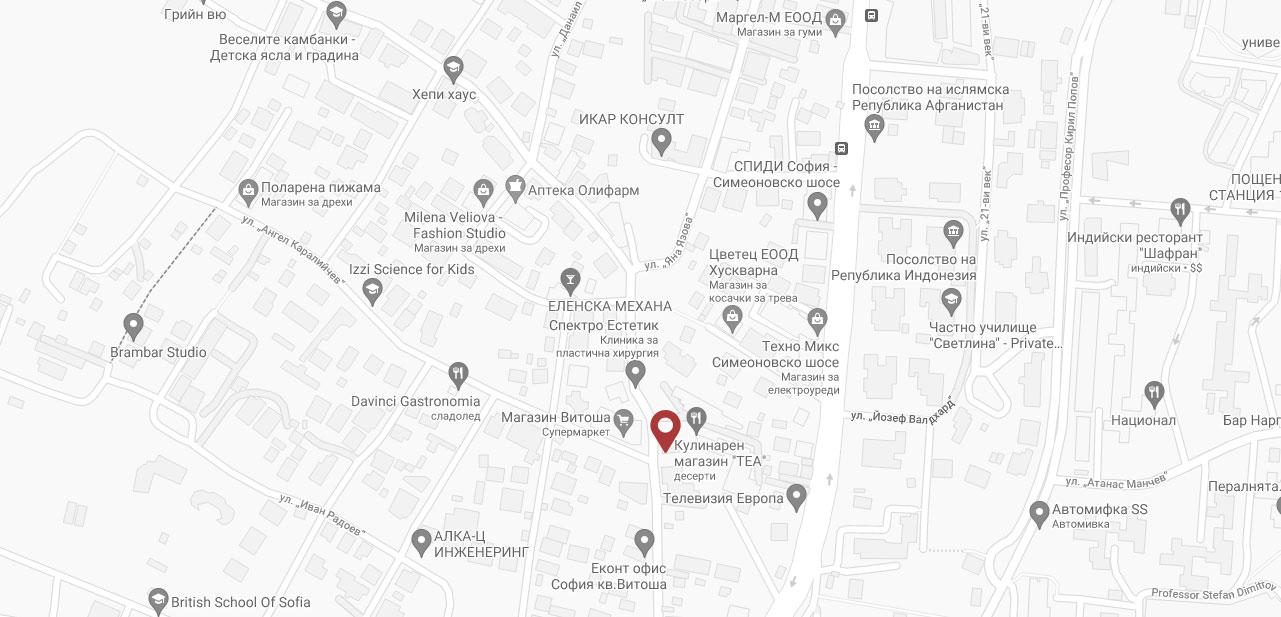 Грийн вю
Веселите камбанки -
Детска ясла и градина
Хепи хаус
ул. „Данаил
Маргел-М ЕООД
Магазин за гуми
"21-ви век"
униве
Посолство на ислямска
Република Афганистан
ИКАР КОНСУЛТ
СПИДИ София -
Симеоновско шосе
ул. „Професор Кирил Попов"
ПОЩЕН
СТАНЦИЯ
Поларена пижама
Магазин за дрехи
Аптека Олифарм
Milena Veliova -
Fashion Studio
Магазин за дрехи
ул. „Ангел Каралийчев"
ул. „Яна Язова"
ул. „21-ви век"
Индийски ресторант
"Шафран"
индийски • $$
Посолство на
Република Индонезия
Цветец ЕООД
Хускварна
Магазин за
косачки за трева
Izzi Science for Kids
ЕЛЕНСКА МЕХАНА
Спектро Естетик
Клиника за
пластична хирургия
Частно училище
"Светлина" - Private…
Техно Микс
Симеоновско шосе
Магазин за
електроуреди
Brambar Studio
Davinci Gastronomia
сладолед
Магазин Витоша
Супермаркет
ул. „Йозеф Валдхард"
Национал
Бар Нарг
Кулинарен
магазин "ТЕА"
десерти
Телевизия Европа
ул. „Атанас Манчев"
Пералнята
ул. „Иван Радоев"
Автомифка SS
Автомивка
АЛКА-Ц
ИНЖЕНЕРИНГ
Еконт офис
София кв.Витоша
British School Of Sofia
Professor Stefan Dimitrov